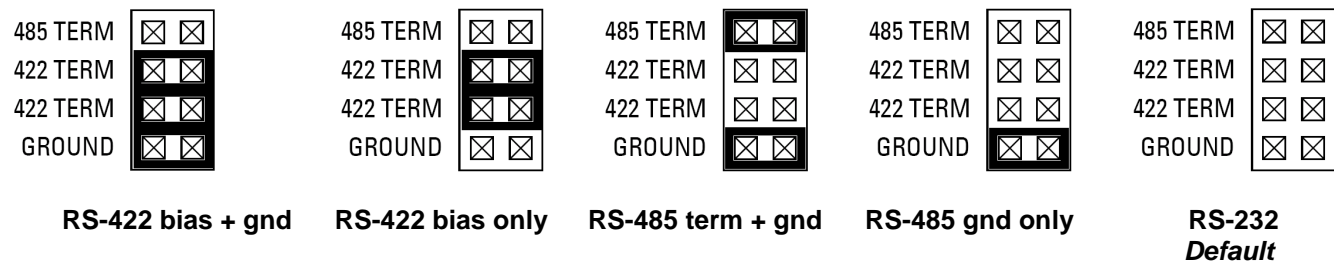 485 TERM
422 TERM
422 TERM
GROUND
RS-422 bias + gnd
485 TERM
422 TERM
422 TERM
GROUND
RS-422 bias only
485 TERM
422 TERM
422 TERM
GROUND
RS-485 term + gnd
485 TERM
422 TERM
422 TERM
GROUND
RS-485 gnd only
485 TERM
422 TERM
422 TERM
GROUND
RS-232
Default